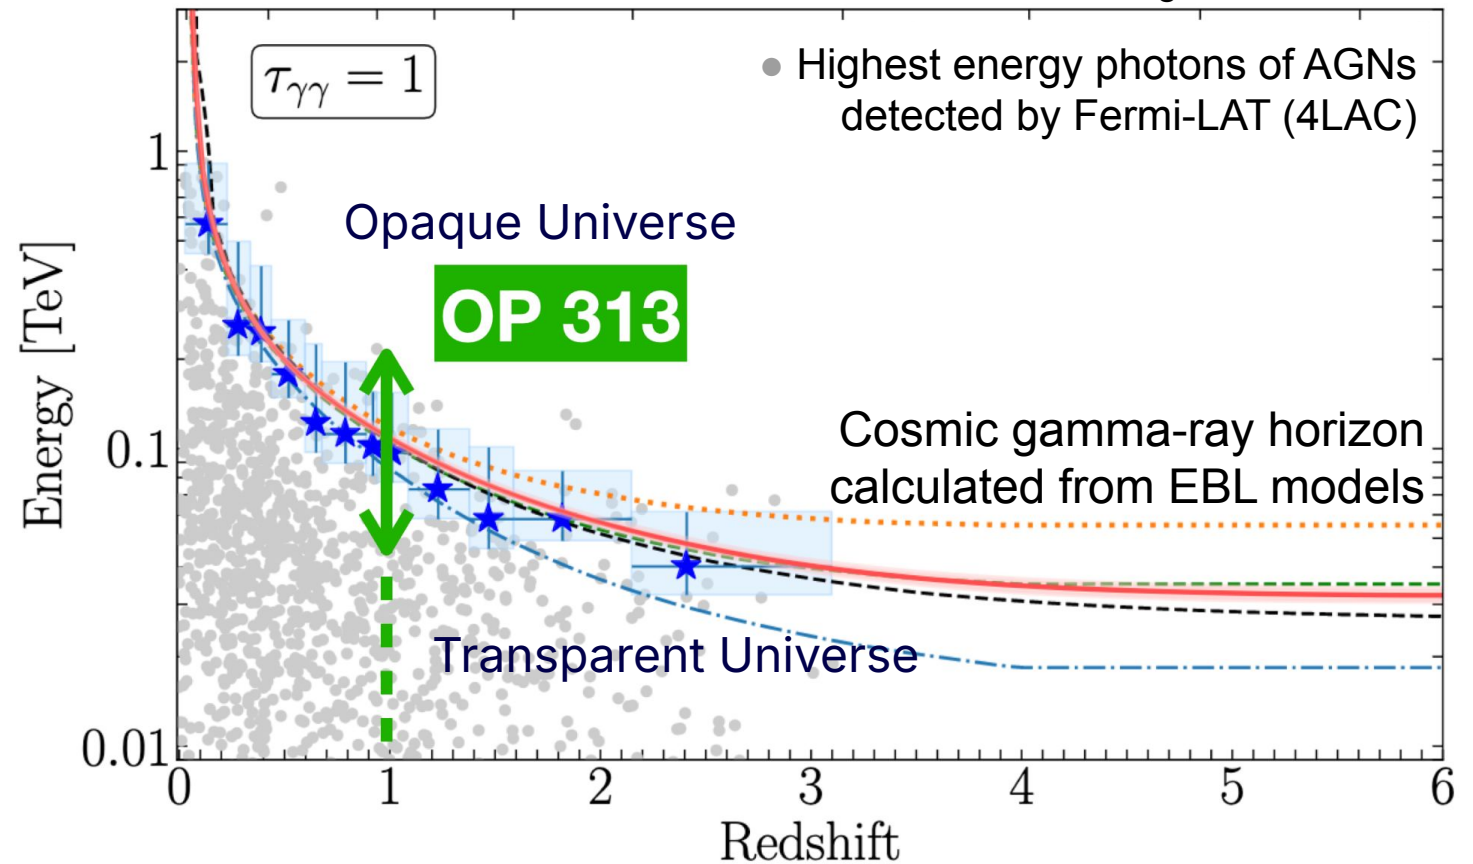 τγγ = 1
● Highest energy photons of AGNs
detected by Fermi-LAT (4LAC)
Opaque Universe
OP 313
Cosmic gamma-ray horizon
calculated from EBL models
Transparent Universe
Energy [TeV]
1
0.1
0.01
0 1 2 3 4 5 6
Redshift